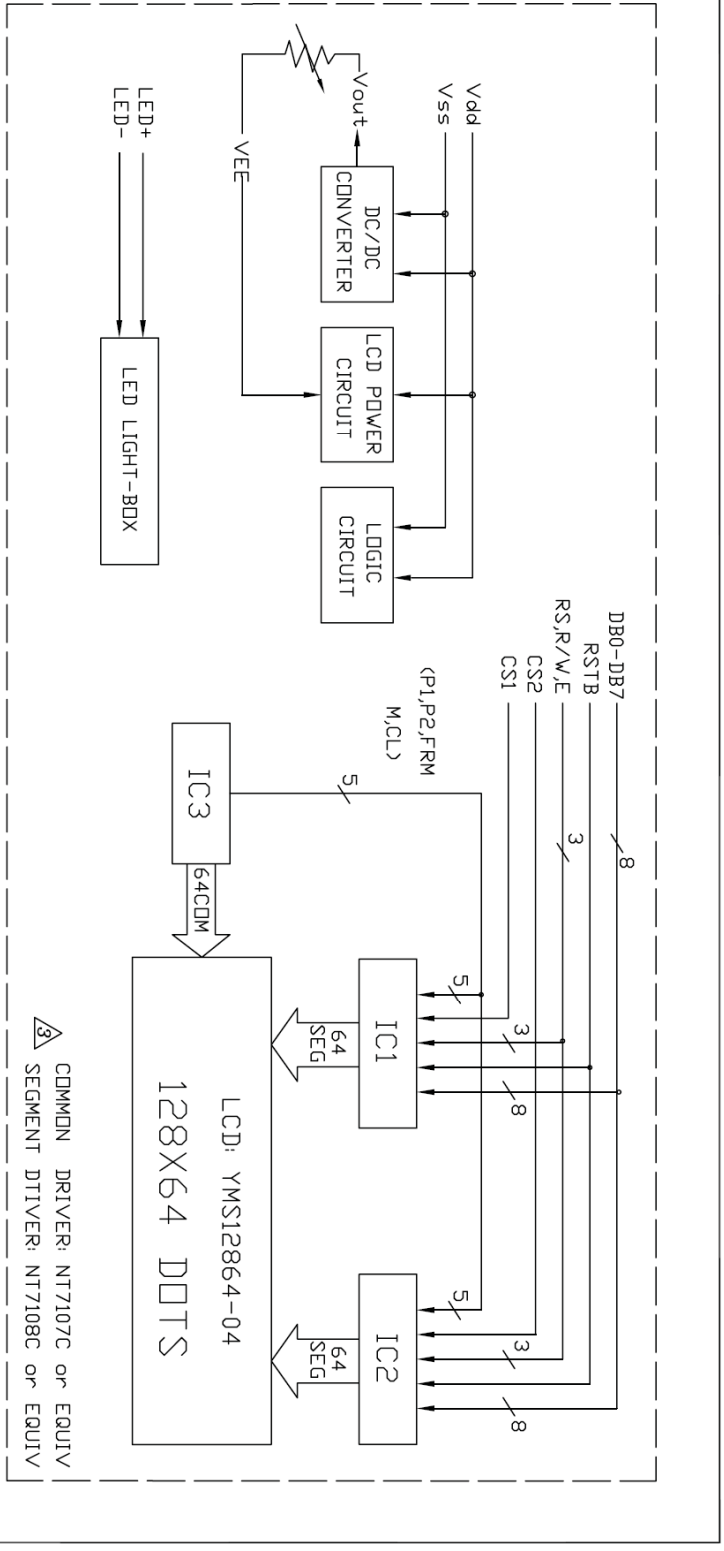 DB0-DB7
8
RSTB
RS,R/W,E
3
CS2
CS1
(P1,P2,FRM
M,CL)
5
5
3
8
5
3
8
IC3
64COM
IC1
64
SEG
IC2
64
SEG
LCD: YMS12864-04
128X64 DOTS
3
COMMON DRIVER: NT7107C or EQUIV
SEGMENT DTIVER: NT7108C or EQUIV
Vdd
Vss
Vout
DC/DC
CONVERTER
LCD POWER
CIRCUIT
LOGIC
CIRCUIT
VEE
LED+
LED-
LED LIGHT-BOX